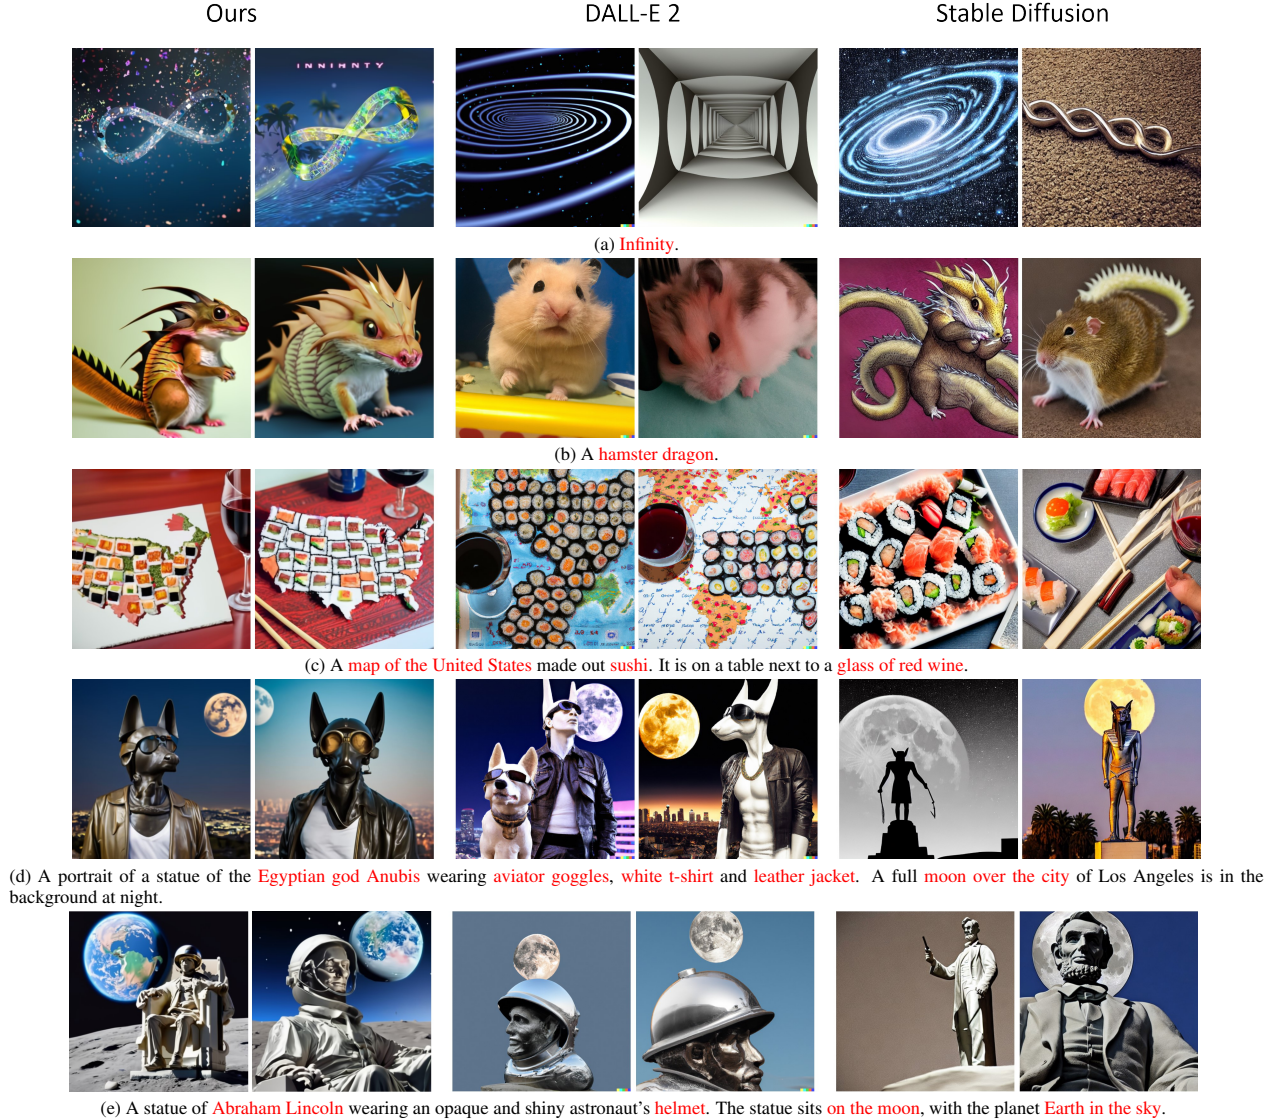 Ours
DALL-E 2
Stable Diffusion
INNIHNTY
(a) Infinity.
(b) A hamster dragon.
(c) A map of the United States made out sushi. It is on a table next to a glass of red wine.
(d) A portrait of a statue of the Egyptian god Anubis wearing aviator goggles, white t-shirt and leather jacket. A full moon over the city of Los Angeles is in the
background at night.
(e) A statue of Abraham Lincoln wearing an opaque and shiny astronaut's helmet. The statue sits on the moon, with the planet Earth in the sky.